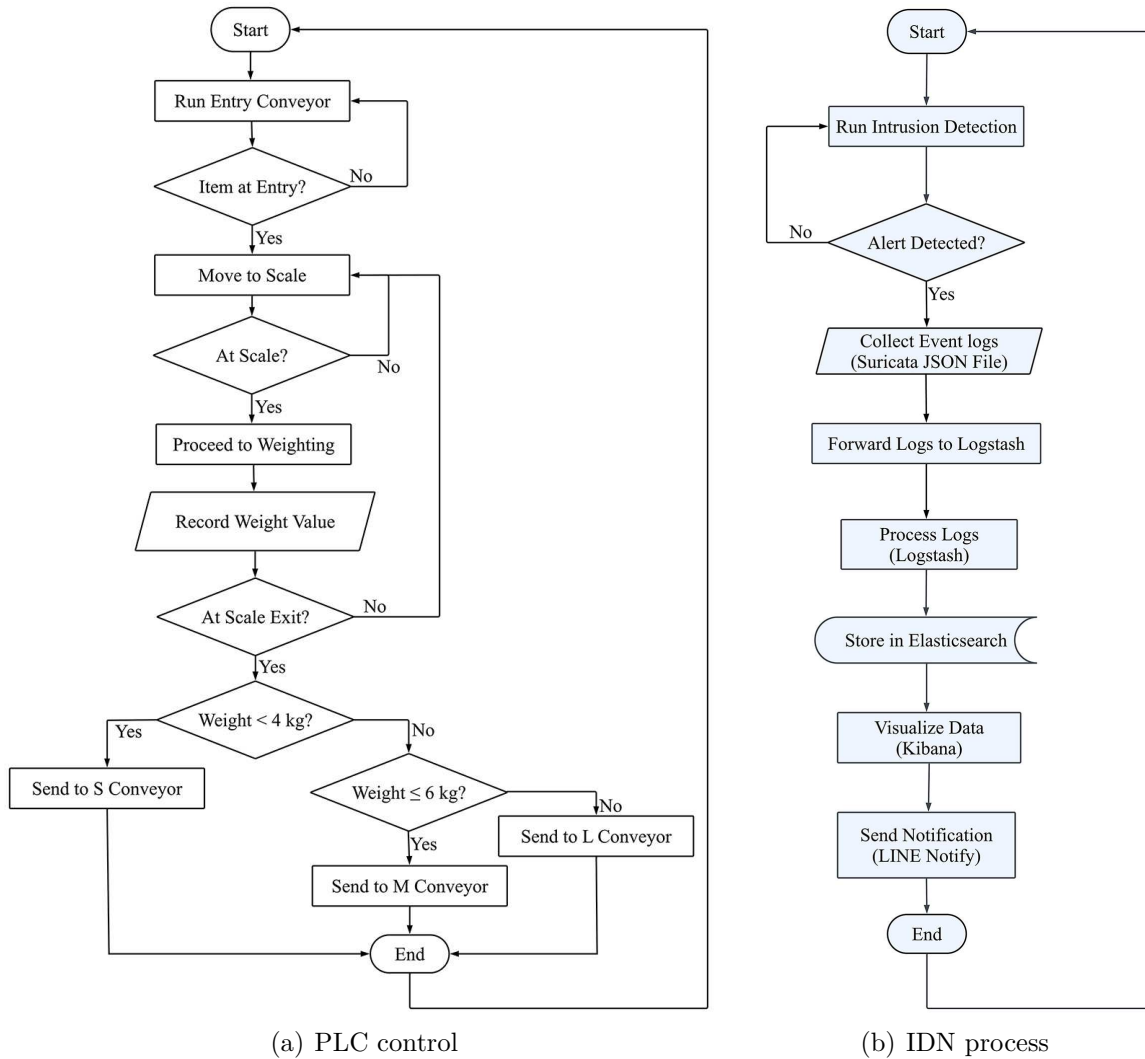 Start
Run Entry Conveyor
Item at Entry?
No
Yes
Move to Scale
At Scale?
No
Yes
Proceed to Weighting
Record Weight Value
At Scale Exit?
No
Yes
Weight < 4 kg?
Yes
No
Send to S Conveyor
Weight ≤ 6 kg?
No
Send to L Conveyor
Yes
Send to M Conveyor
End
(a) PLC control
Start
Run Intrusion Detection
Alert Detected?
No
Yes
Collect Event logs
(Suricata JSON File)
Forward Logs to Logstash
Process Logs
(Logstash)
Store in Elasticsearch
Visualize Data
(Kibana)
Send Notification
(LINE Notify)
End
(b) IDN process